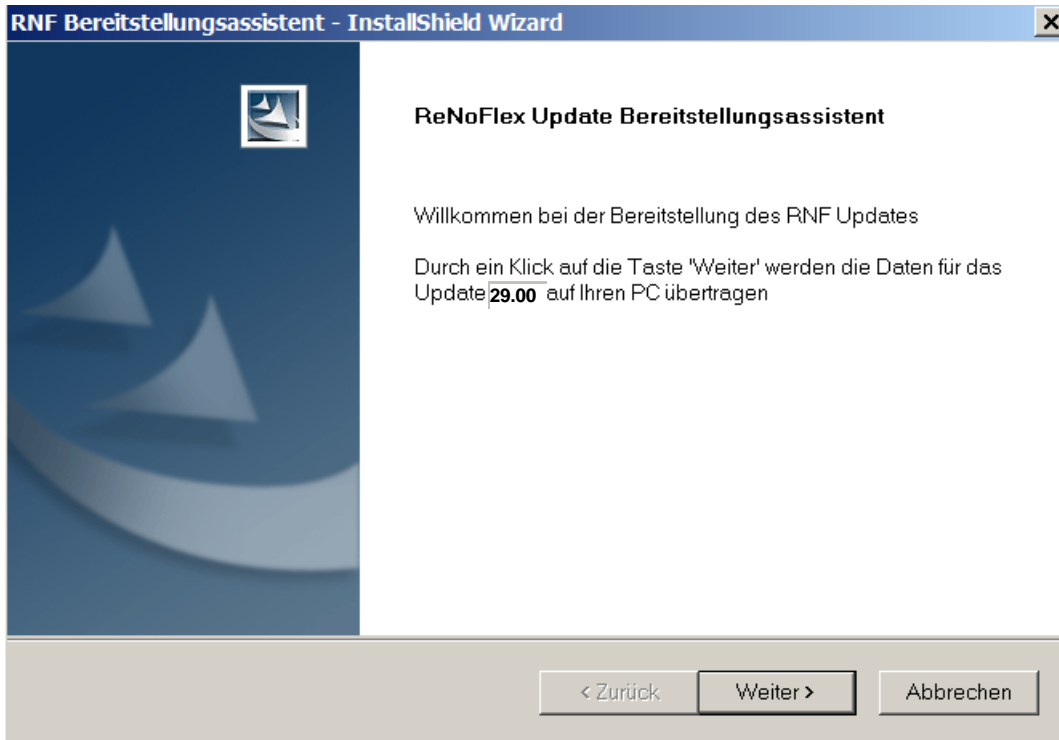 RNF Bereitstellungsassistent - InstallShield Wizard
ReNoFlex Update Bereitstellungsassistent
Willkommen bei der Bereitstellung des RNF Updates
Durch ein Klick auf die Taste 'Weiter' werden die Daten für das
Update 29.00 auf Ihren PC übertragen
< Zurück
Weiter >
Abbrechen